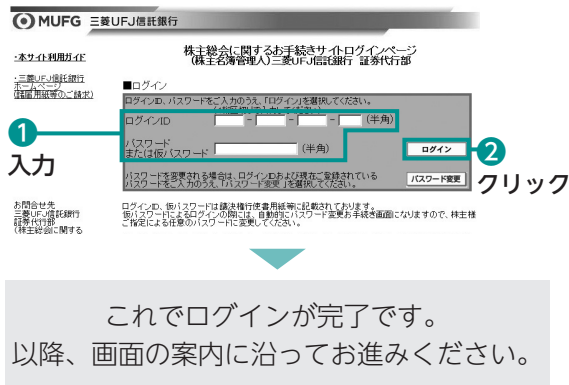 MUFG 三菱UFJ信託銀行
株主総会に関するお手続きサイトログインページ
(株主名簿管理人)三菱UFJ信託銀行 証券代行部
・本サイト利用ガイド
・三菱UFJ信託銀行
ホームページ
(諸届用紙等のご請求)
■ログイン
ログインID、パスワードをご入力のうえ、「ログイン」を選択してください。
ログインID - - - (半角)
パスワード
または仮パスワード (半角)
ログイン
パスワードを変更される場合は、ログインIDおよび現在ご登録されている
パスワードをご入力のうえ、「パスワード変更」を選択してください。
パスワード変更
1
入力
2
クリック
お問合せ先
三菱UFJ信託銀行
証券代行部
(株主総会に関する
ログインID、仮パスワードは議決権行使書用紙等に記載されております。
仮パスワードによるログインの際には、自動的にパスワード変更お手続き画面になりますので、株主様
ご指定による任意のパスワードに変更してください。
これでログインが完了です。
以降、画面の案内に沿ってお進みください。